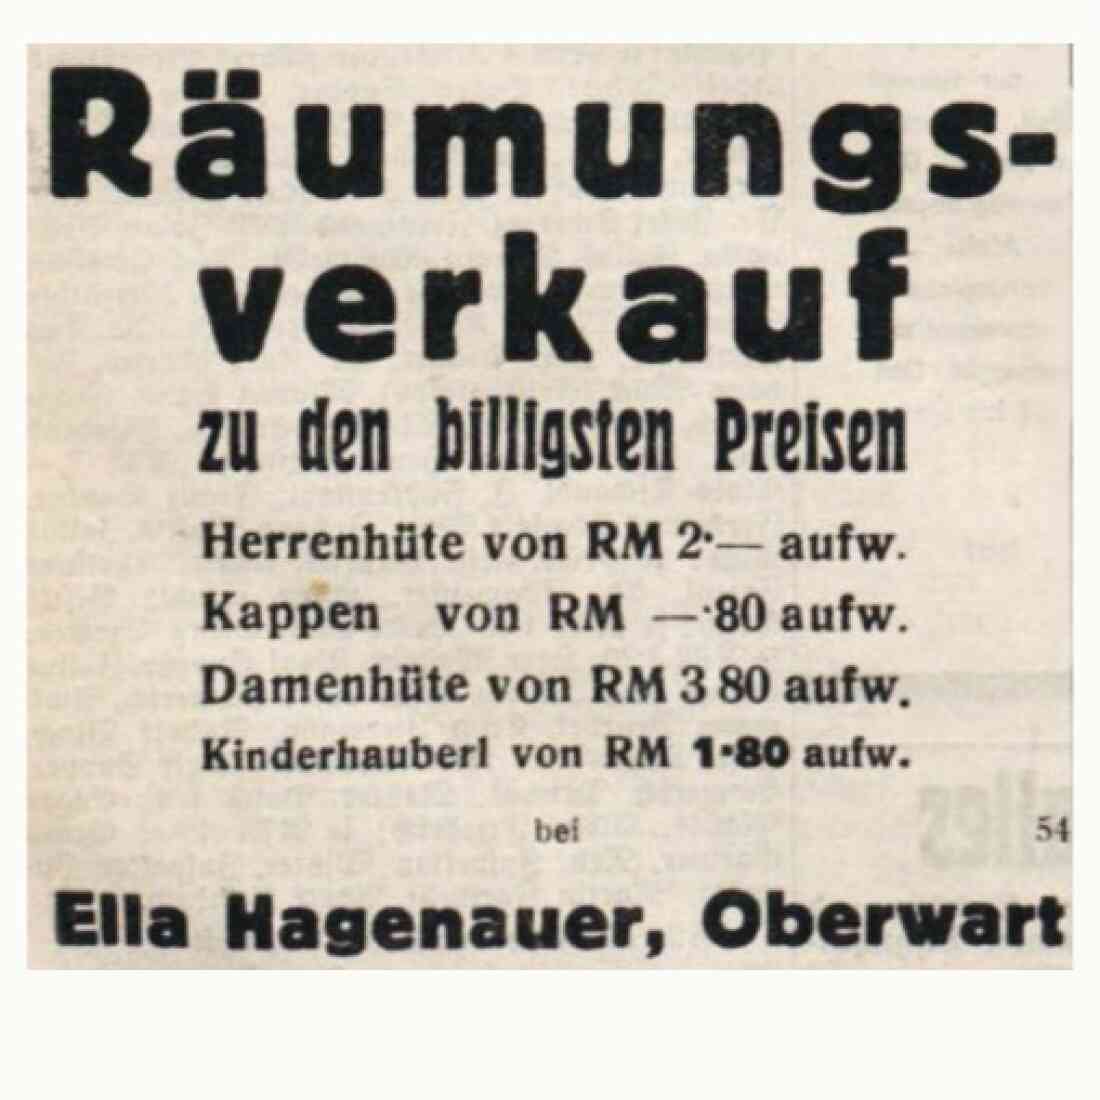 Räumungs-
verkauf
zu den billigsten Preisen
Herrenhüte von RM 2·— aufw.
Kappen von RM —·80 aufw.
Damenhüte von RM 3 80 aufw.
Kinderhauberl von RM 1·80 aufw.
bei 54
Ella Hagenauer, Oberwart